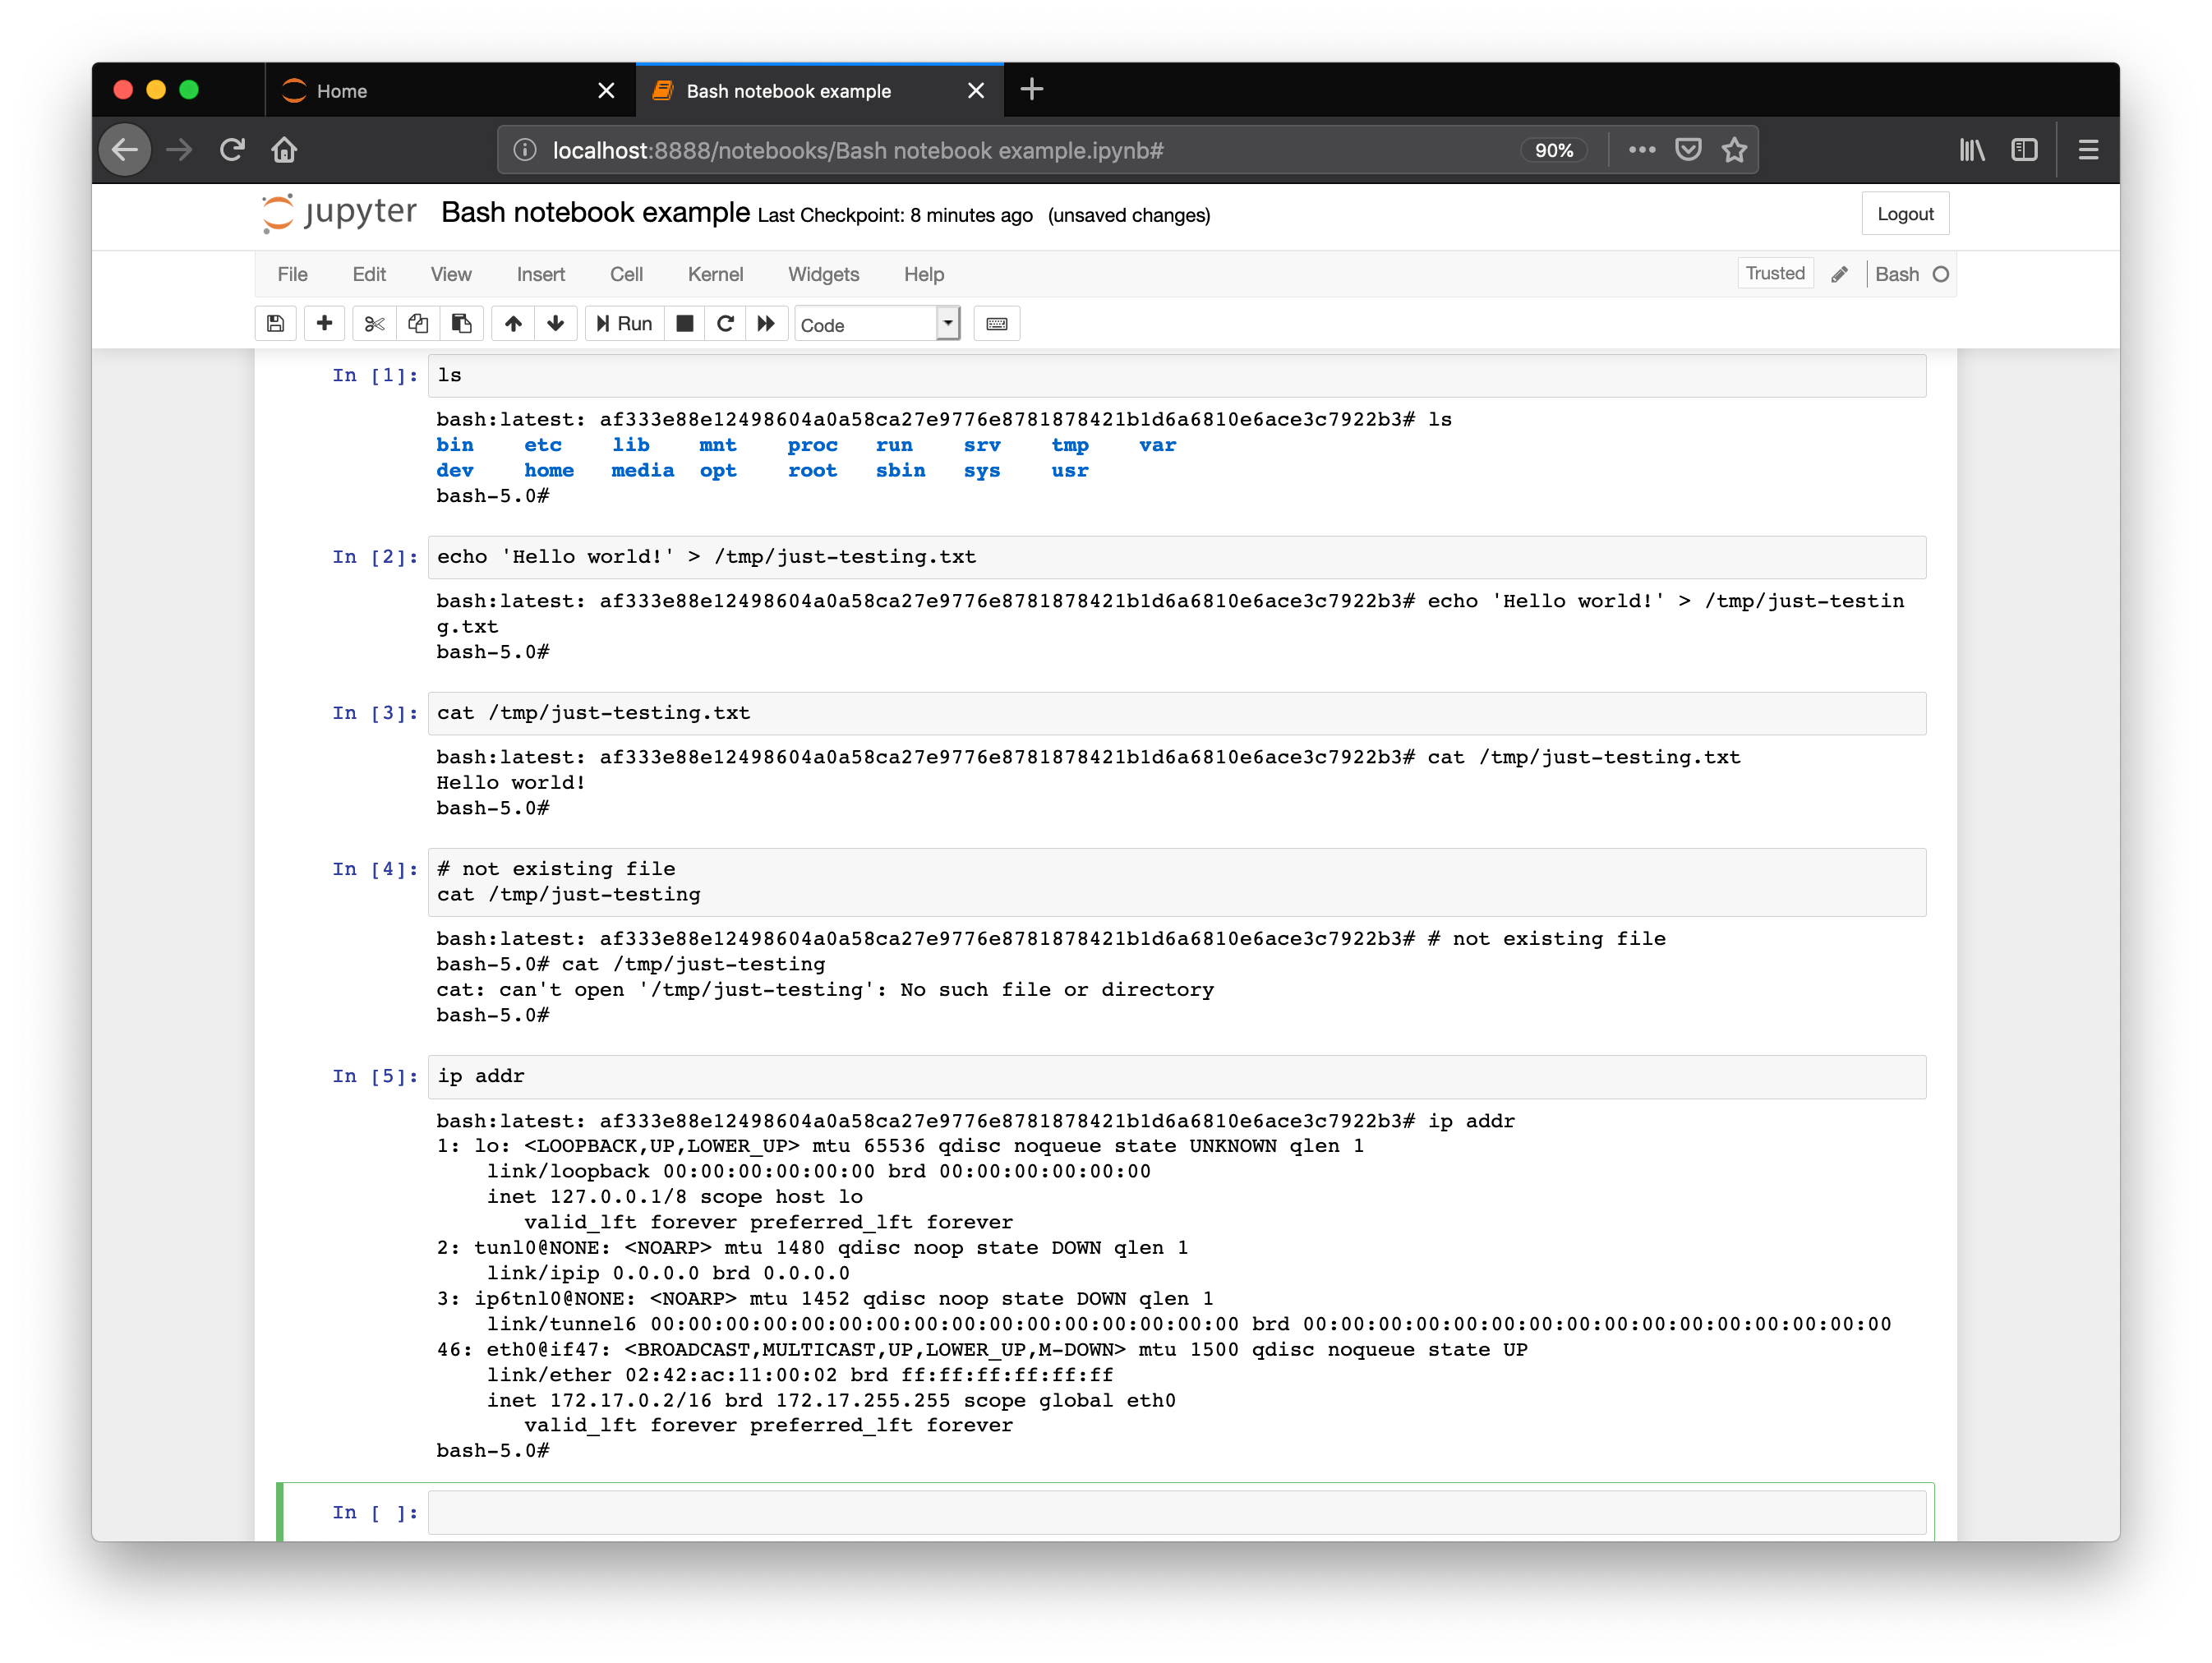 Home
Bash notebook example
localhost:8888/notebooks/Bash notebook example.ipynb#
90%
jupyter Bash notebook example Last Checkpoint: 8 minutes ago (unsaved changes)
Logout
File Edit View Insert Cell Kernel Widgets Help
Trusted
Bash
Run
Code
In [1]: ls
bash:latest: af333e88e12498604a0a58ca27e9776e8781878421b1d6a6810e6ace3c7922b3# ls
bin etc lib mnt proc run srv tmp var
dev home media opt root sbin sys usr
bash-5.0#
In [2]: echo 'Hello world!' > /tmp/just-testing.txt
bash:latest: af333e88e12498604a0a58ca27e9776e8781878421b1d6a6810e6ace3c7922b3# echo 'Hello world!' > /tmp/just-testin
g.txt
bash-5.0#
In [3]: cat /tmp/just-testing.txt
bash:latest: af333e88e12498604a0a58ca27e9776e8781878421b1d6a6810e6ace3c7922b3# cat /tmp/just-testing.txt
Hello world!
bash-5.0#
In [4]: # not existing file
cat /tmp/just-testing
bash:latest: af333e88e12498604a0a58ca27e9776e8781878421b1d6a6810e6ace3c7922b3# # not existing file
bash-5.0# cat /tmp/just-testing
cat: can't open '/tmp/just-testing': No such file or directory
bash-5.0#
In [5]: ip addr
bash:latest: af333e88e12498604a0a58ca27e9776e8781878421b1d6a6810e6ace3c7922b3# ip addr
1: lo: <LOOPBACK,UP,LOWER_UP> mtu 65536 qdisc noqueue state UNKNOWN qlen 1
link/loopback 00:00:00:00:00:00 brd 00:00:00:00:00:00
inet 127.0.0.1/8 scope host lo
valid_lft forever preferred_lft forever
2: tunl0@NONE: <NOARP> mtu 1480 qdisc noop state DOWN qlen 1
link/ipip 0.0.0.0 brd 0.0.0.0
3: ip6tnl0@NONE: <NOARP> mtu 1452 qdisc noop state DOWN qlen 1
link/tunnel6 00:00:00:00:00:00:00:00:00:00:00:00:00:00:00:00 brd 00:00:00:00:00:00:00:00:00:00:00:00:00:00:00:00
46: eth0@if47: <BROADCAST,MULTICAST,UP,LOWER_UP,M-DOWN> mtu 1500 qdisc noqueue state UP
link/ether 02:42:ac:11:00:02 brd ff:ff:ff:ff:ff:ff
inet 172.17.0.2/16 brd 172.17.255.255 scope global eth0
valid_lft forever preferred_lft forever
bash-5.0#
In [ ]: